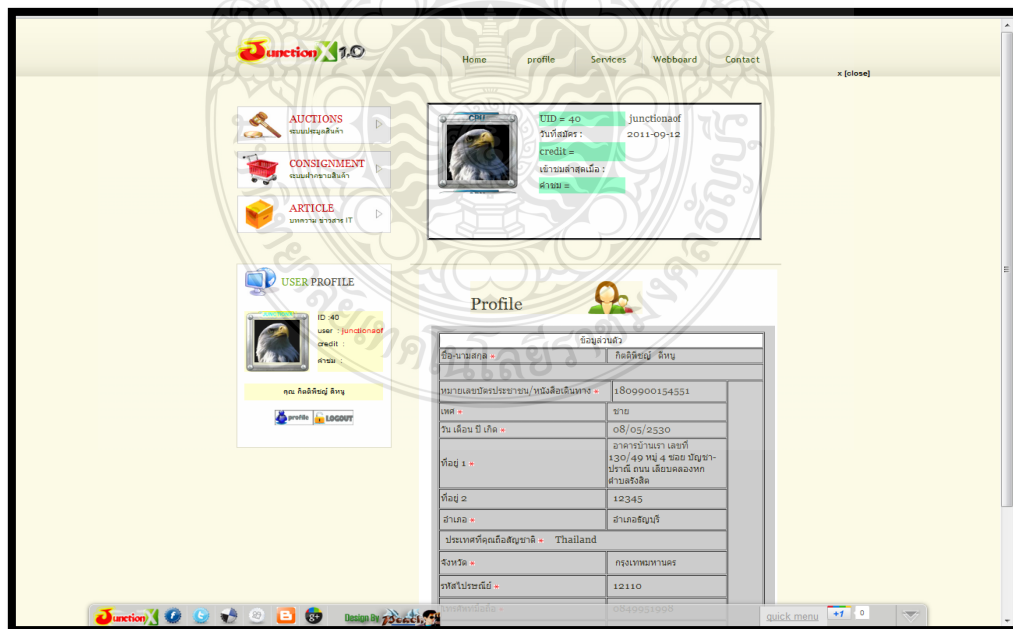 JunctionX 1.0
Home profile Services Webboard Contact
x [close]
AUCTIONS
ระบบประมูลสินค้า
CONSIGNMENT
ระบบฝากขายสินค้า
ARTICLE
บทความ ข่าวสาร IT
CPU
UID = 40 junctionaof
วันที่สมัคร : 2011-09-12
credit =
เข้าชมล่าสุดเมื่อ :
คำชม =
USER PROFILE
ID :40
user : junctionaof
credit :
คำชม :
คุณ กิตติพิชญ์ ดิหนู
profile LOGOUT
Profile
ข้อมูลส่วนตัว
ชื่อ-นามสกุล * กิตติพิชญ์ ดิหนู
หมายเลขบัตรประชาชน/หนังสือเดินทาง * 1809900154551
เพศ * ชาย
วัน เดือน ปี เกิด * 08/05/2530
ที่อยู่ 1 * อาคารบ้านเรา เลขที่
130/49 หมู่ 4 ซอย บัญชา-
ปราณี ถนน เลียบคลองหก
ตำบลรังสิต
ที่อยู่ 2 12345
อำเภอ * อำเภอธัญบุรี
ประเทศที่คุณถือสัญชาติ * Thailand
จังหวัด * กรุงเทพมหานคร
รหัสไปรษณีย์ * 12110
0849951996
JunctionX Design By
quick menu +1 0